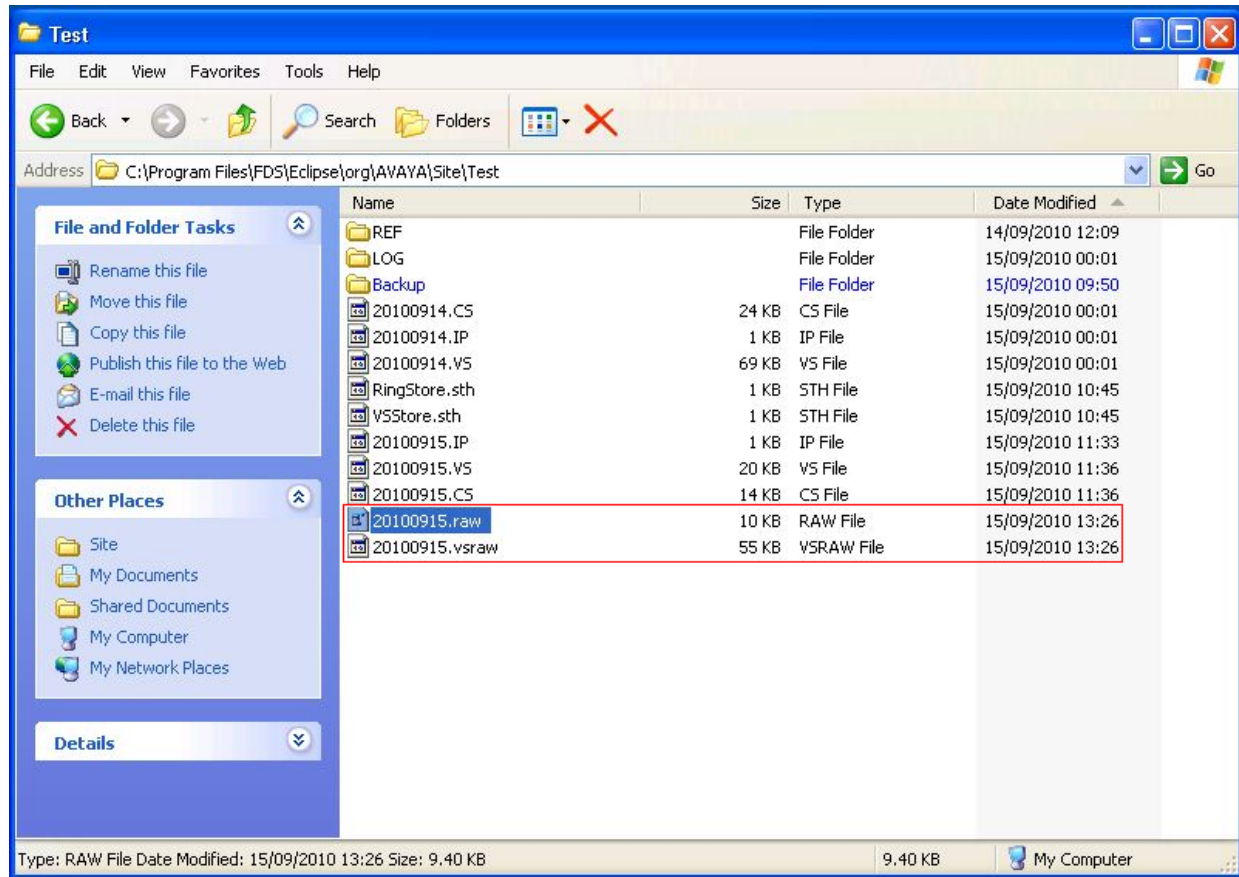 Test
File Edit View Favorites Tools Help
Back Search Folders
Address C:\Program Files\FDS\Eclipse\org\AVAYA\Site\Test Go
File and Folder Tasks
Rename this file
Move this file
Copy this file
Publish this file to the Web
E-mail this file
Delete this file
Other Places
Site
My Documents
Shared Documents
My Computer
My Network Places
Details
Name Size Type Date Modified
REF File Folder 14/09/2010 12:09
LOG File Folder 15/09/2010 00:01
Backup File Folder 15/09/2010 09:50
20100914.CS 24 KB CS File 15/09/2010 00:01
20100914.IP 1 KB IP File 15/09/2010 00:01
20100914.VS 69 KB VS File 15/09/2010 00:01
RingStore.sth 1 KB STH File 15/09/2010 10:45
VSStore.sth 1 KB STH File 15/09/2010 10:45
20100915.IP 1 KB IP File 15/09/2010 11:33
20100915.VS 20 KB VS File 15/09/2010 11:36
20100915.CS 14 KB CS File 15/09/2010 11:36
20100915.raw 10 KB RAW File 15/09/2010 13:26
20100915.vsraw 55 KB VSRAW File 15/09/2010 13:26
Type: RAW File Date Modified: 15/09/2010 13:26 Size: 9.40 KB 9.40 KB My Computer